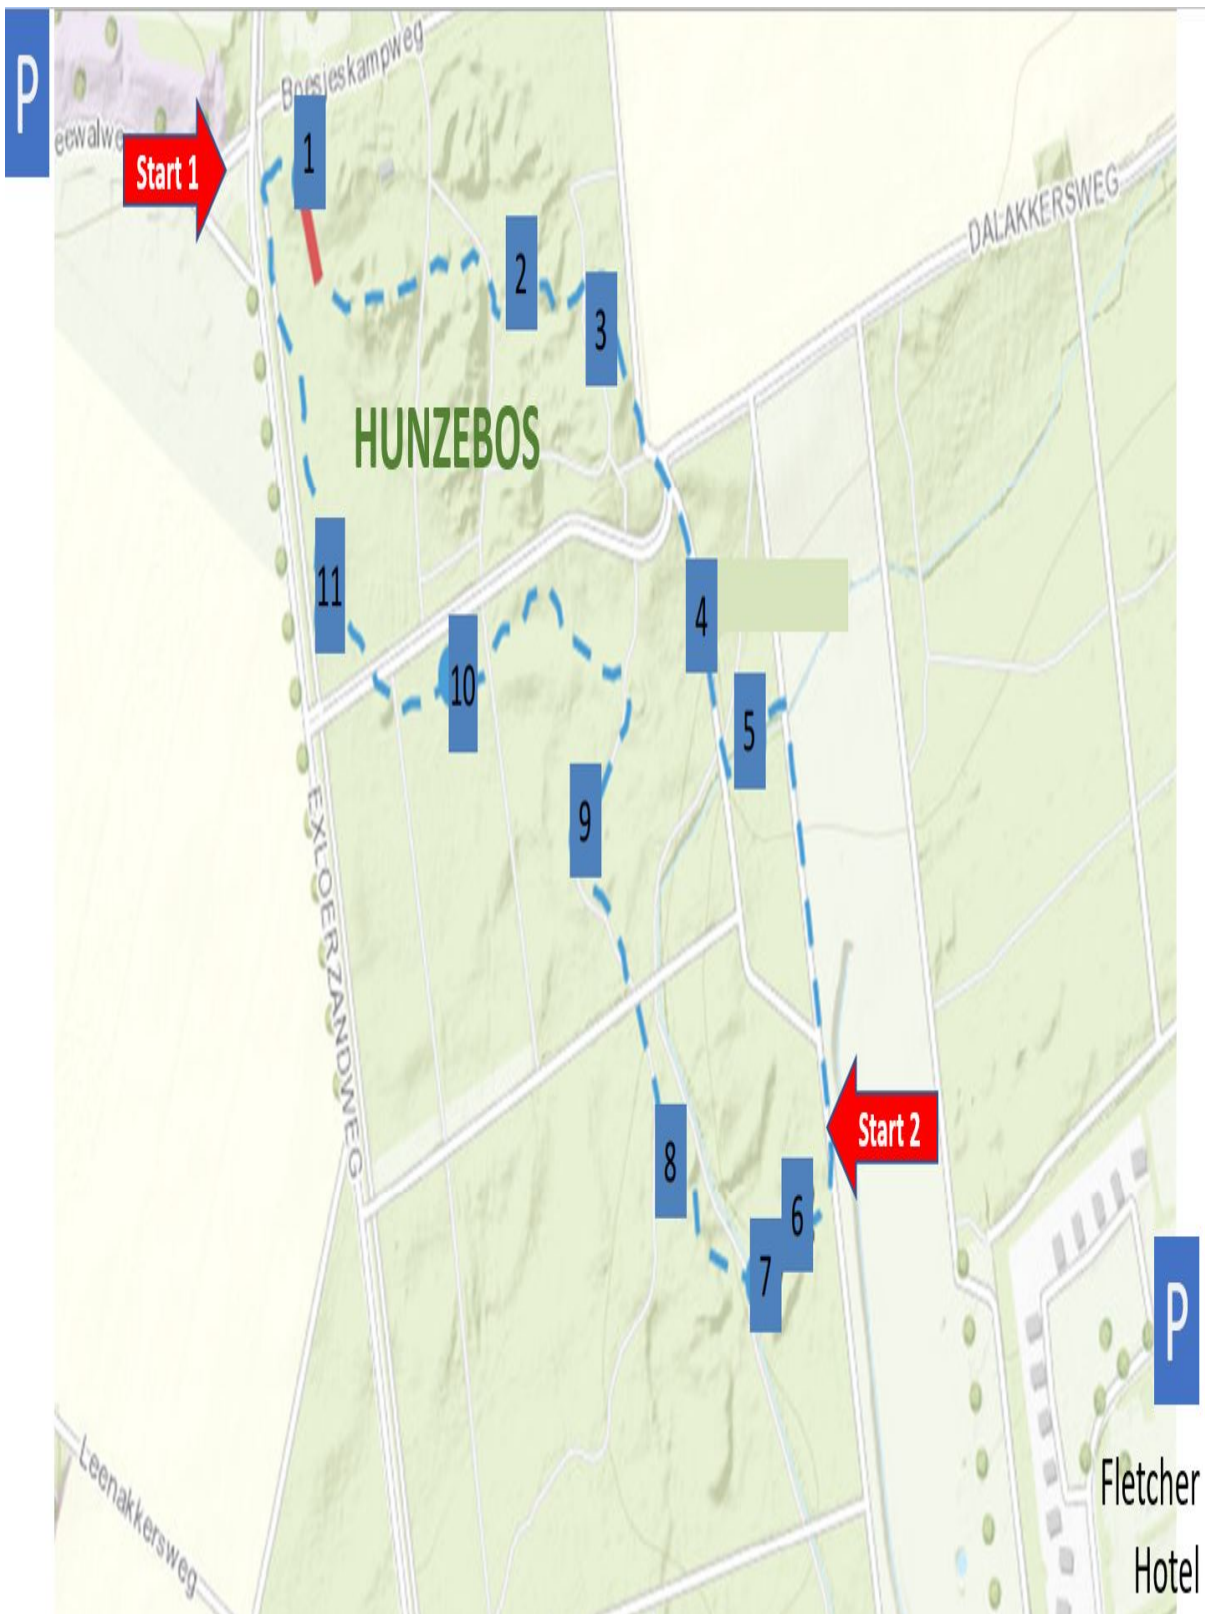 P
Boesjeskampweg
eewalwe
Start 1
1
DALAKKERSWEG
2
3
HUNZEBOS
4
11
10
5
9
EXLOERZANDWEG
Start 2
8
6
7
P
Fletcher
Hotel
Leenakkersweg